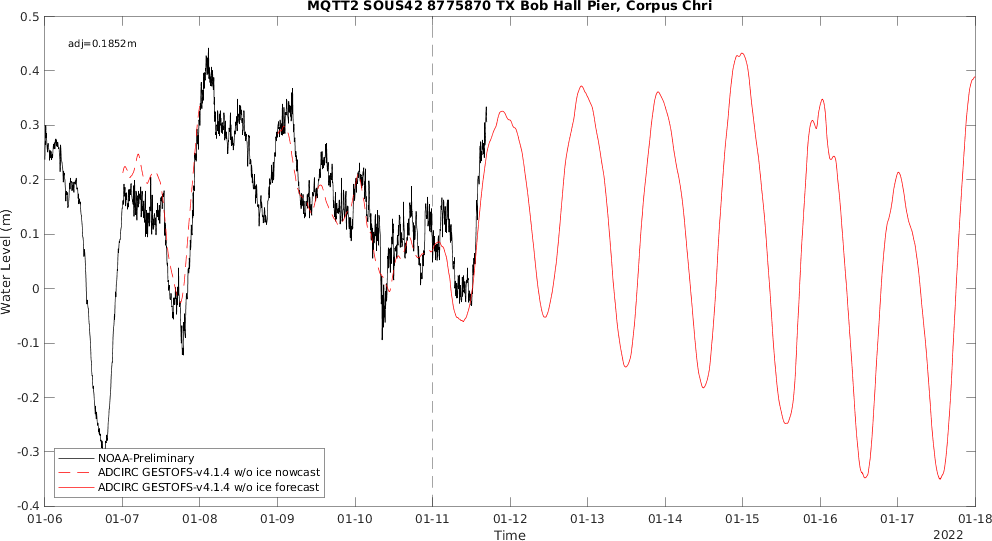 MQTT2 SOUS42 8775870 TX Bob Hall Pier, Corpus Chri
adj=0.1852m
0.5
0.4
0.3
0.2
0.1
0
-0.1
-0.2
-0.3
-0.4
Water Level (m)
NOAA-Preliminary
ADCIRC GESTOFS-v4.1.4 w/o ice nowcast
ADCIRC GESTOFS-v4.1.4 w/o ice forecast
01-06 01-07 01-08 01-09 01-10 01-11 01-12 01-13 01-14 01-15 01-16 01-17 01-18
Time
2022